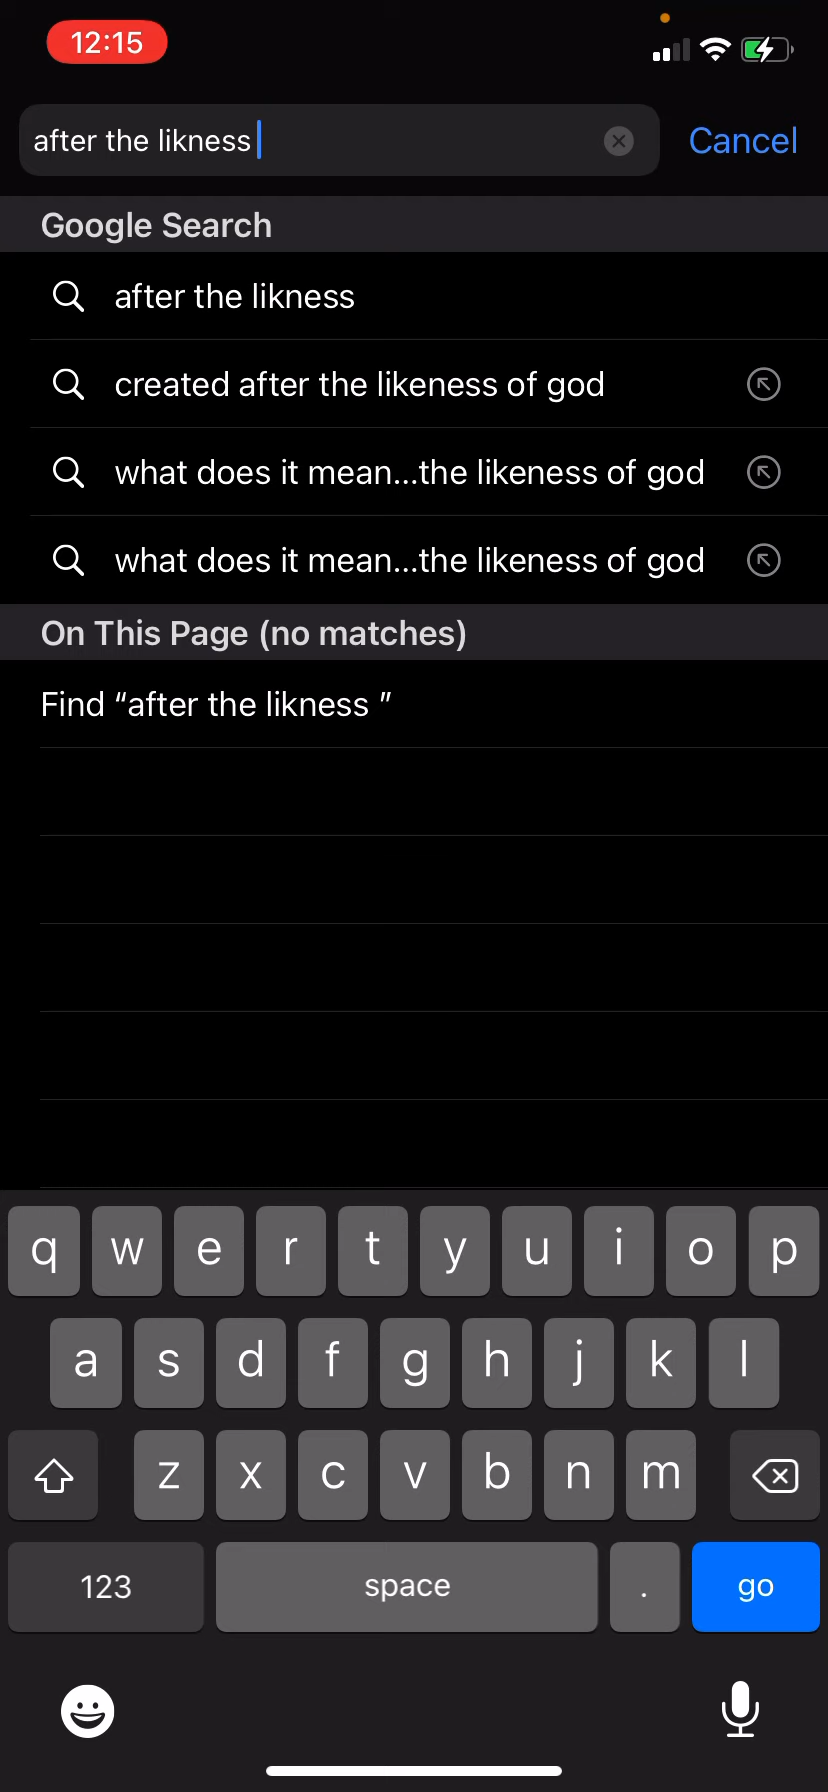 12:15
after the likness
Cancel
Google Search
after the likness
created after the likeness of god
what does it mean...the likeness of god
what does it mean...the likeness of god
On This Page (no matches)
Find “after the likness ”
q w e r t y u i o p
a s d f g h j k l
z x c v b n m
123 space . go